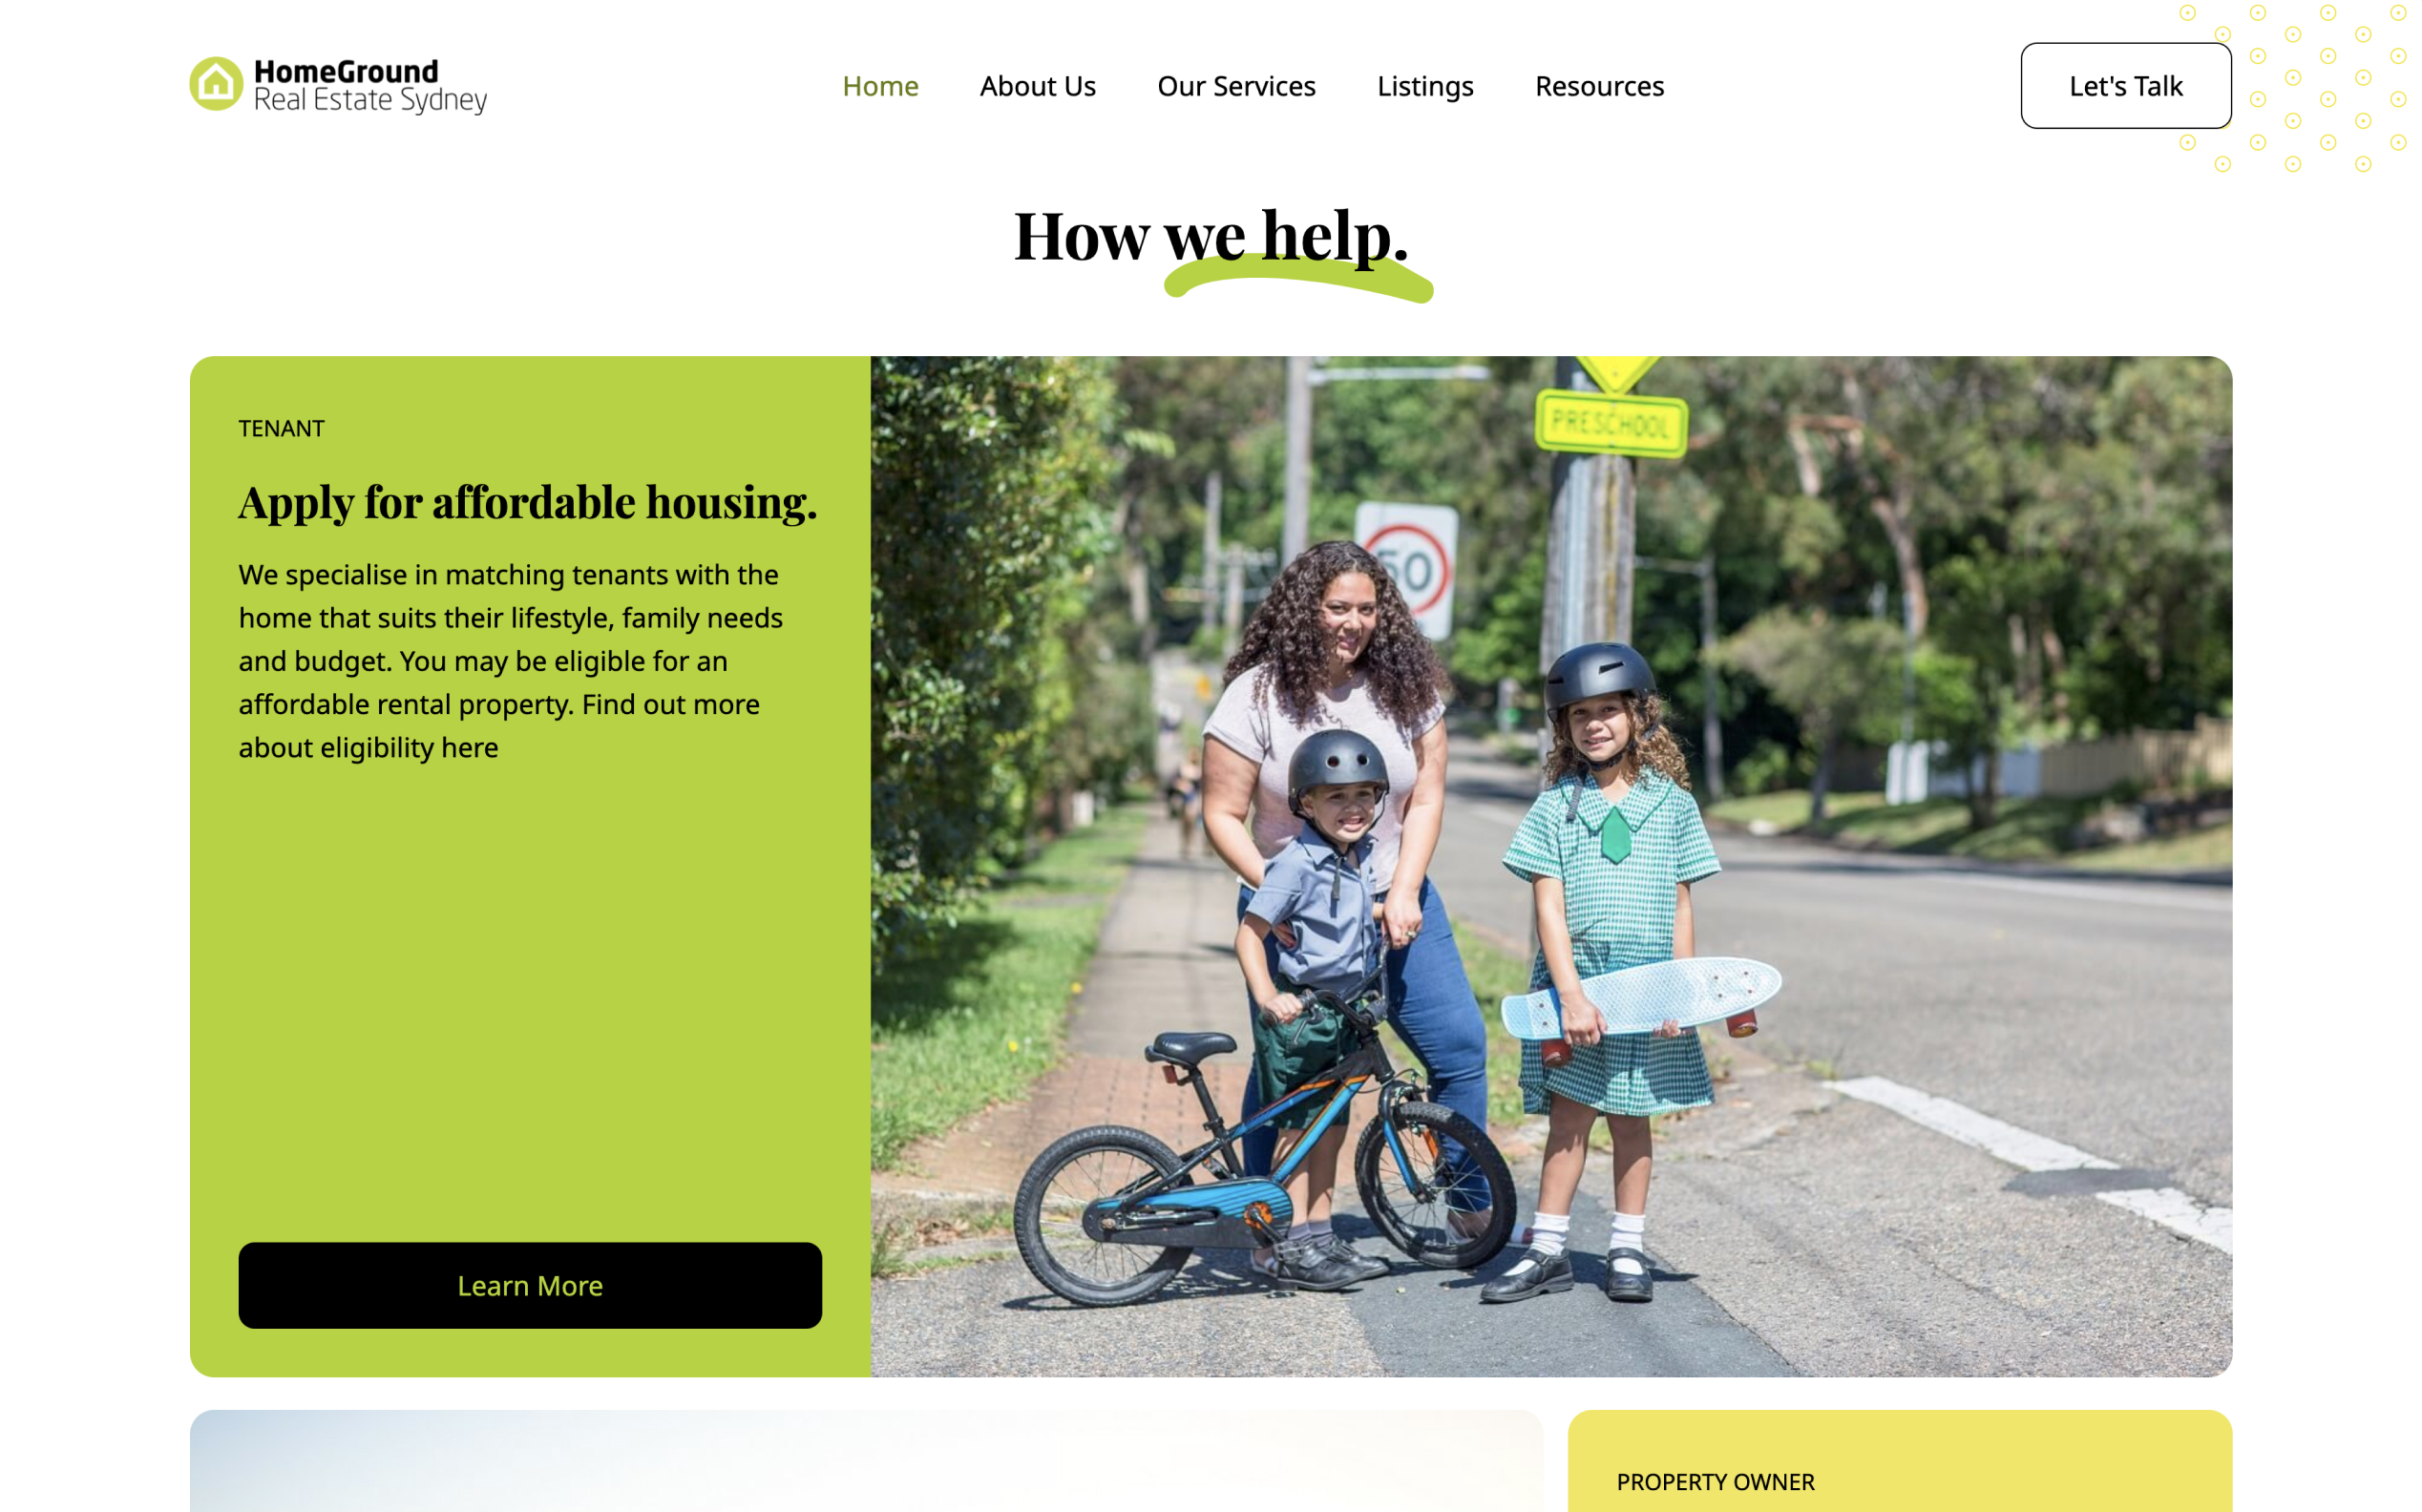 HomeGround
Real Estate Sydney
Home
About Us
Our Services
Listings
Resources
Let's Talk
How we help.
TENANT
Apply for affordable housing.
We specialise in matching tenants with the
home that suits their lifestyle, family needs
and budget. You may be eligible for an
affordable rental property. Find out more
about eligibility here
Learn More
PRESCHOOL
50
PROPERTY OWNER